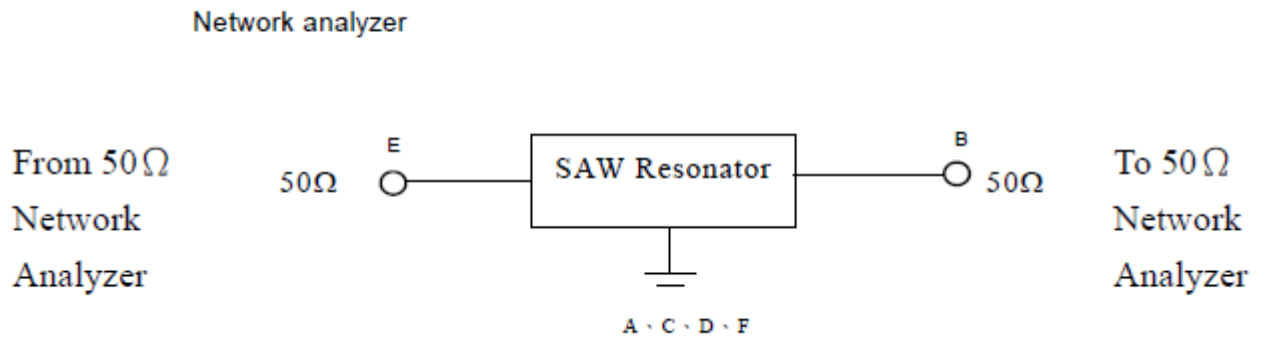 Network analyzer
From 50Ω
Network
Analyzer
50Ω
E
SAW Resonator
B
50Ω
To 50Ω
Network
Analyzer
A、C、D、F